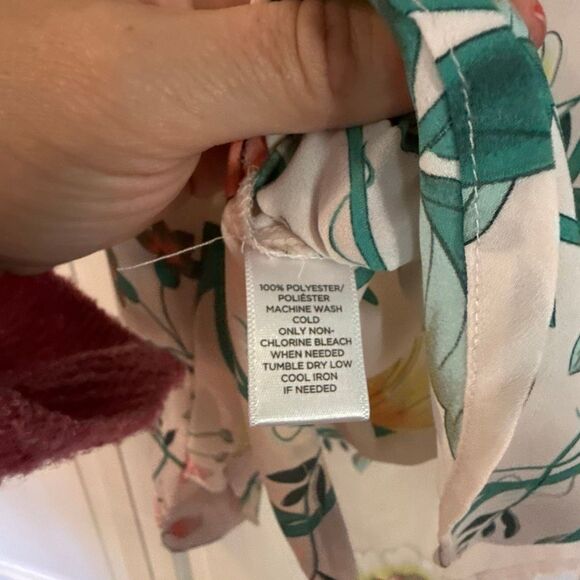 100% POLYESTER/
POLIÉSTER
MACHINE WASH
COLD
ONLY NON-
CHLORINE BLEACH
WHEN NEEDED
TUMBLE DRY LOW
COOL IRON
IF NEEDED